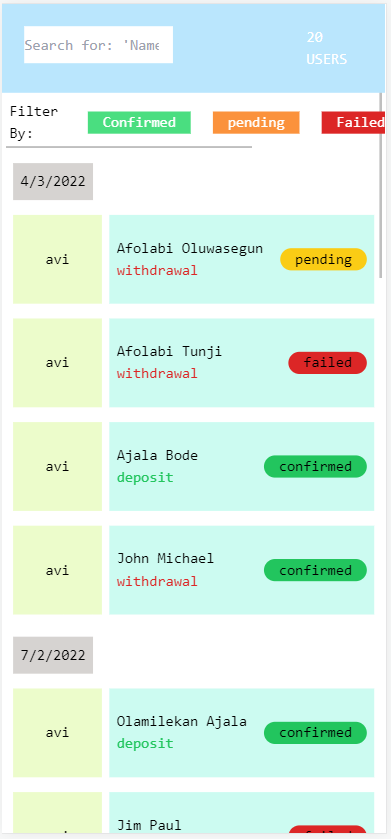 Search for: 'Name
20
USERS
Filter
By:
Confirmed
pending
Failed
4/3/2022
avi
Afolabi Oluwasegun
withdrawal
pending
avi
Afolabi Tunji
withdrawal
failed
avi
Ajala Bode
deposit
confirmed
avi
John Michael
withdrawal
confirmed
7/2/2022
avi
Olamilekan Ajala
deposit
confirmed
avi
Jim Paul
failed